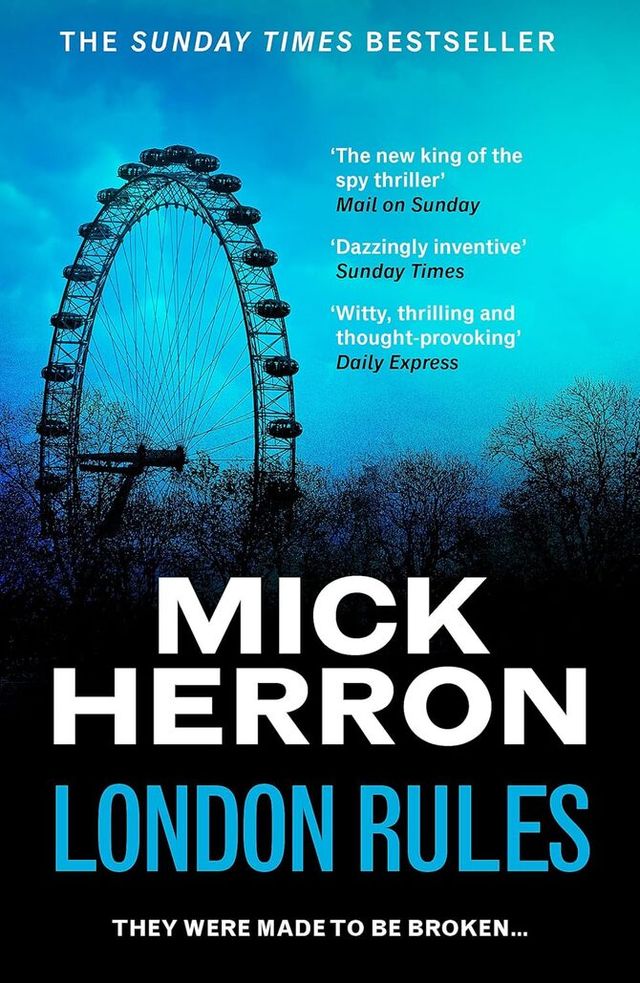 THE SUNDAY TIMES BESTSELLER
‘The new king of the
spy thriller’
Mail on Sunday
‘Dazzingly inventive’
Sunday Times
‘Witty, thrilling and
thought-provoking’
Daily Express
MICK
HERRON
LONDON RULES
THEY WERE MADE TO BE BROKEN...